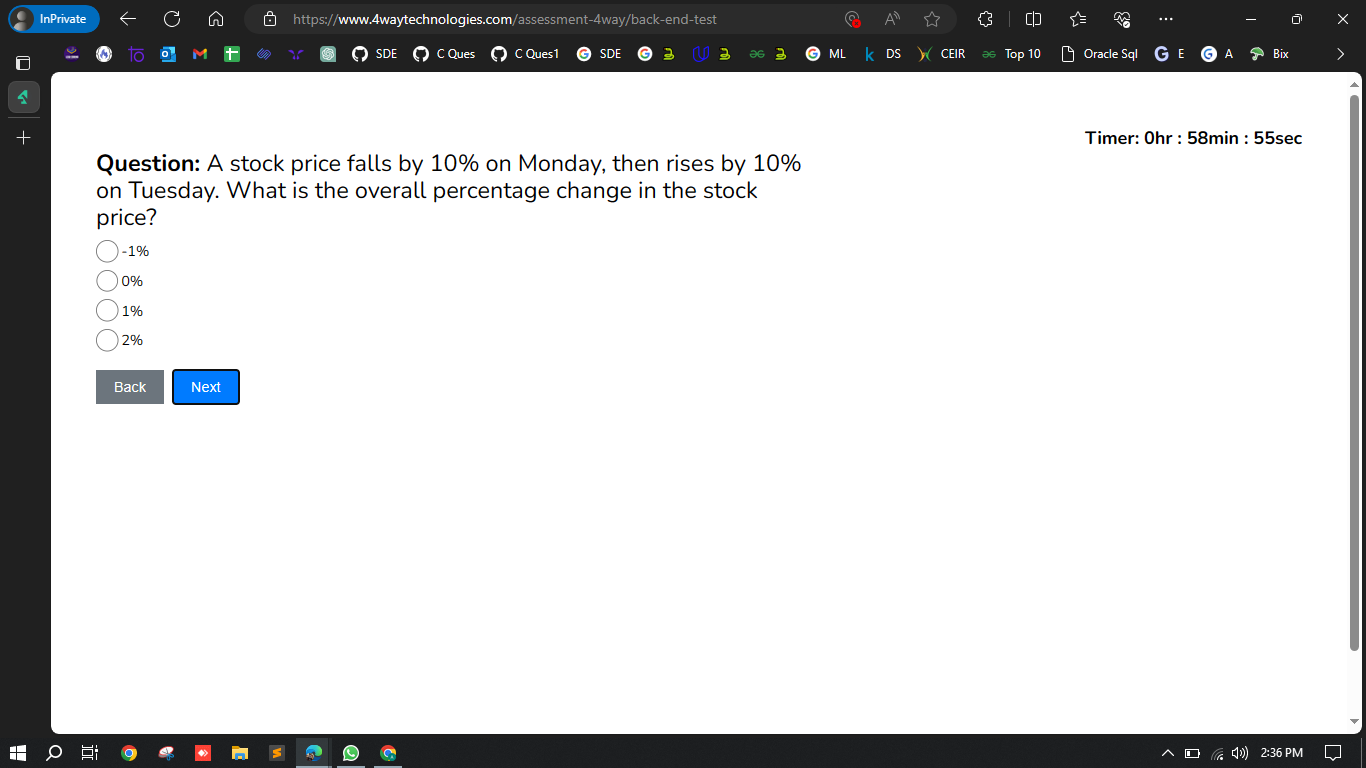 InPrivate
https://www.4waytechnologies.com/assessment-4way/back-end-test
SDE
C Ques
C Ques1
SDE
ML
DS
CEIR
Top 10
Oracle Sql
E
A
Bix
Timer: 0hr : 58min : 55sec
Question: A stock price falls by 10% on Monday, then rises by 10%
on Tuesday. What is the overall percentage change in the stock
price?
-1%
0%
1%
2%
Back
Next
2:36 PM